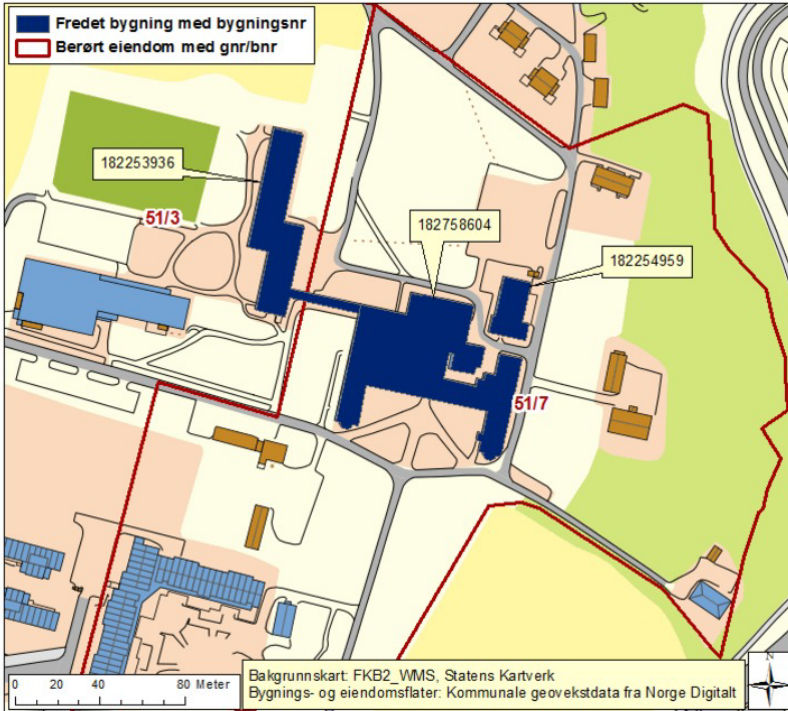 Fredet bygning med bygningsnr
Berørt eiendom med gnr/bnr
182253936
51/3
182758604
182254959
51/7
0 20 40 80 Meter
Bakgrunnskart: FKB2_WMS, Statens Kartverk
Bygnings- og eiendomsflater: Kommunale geovekstdata fra Norge Digitalt
N